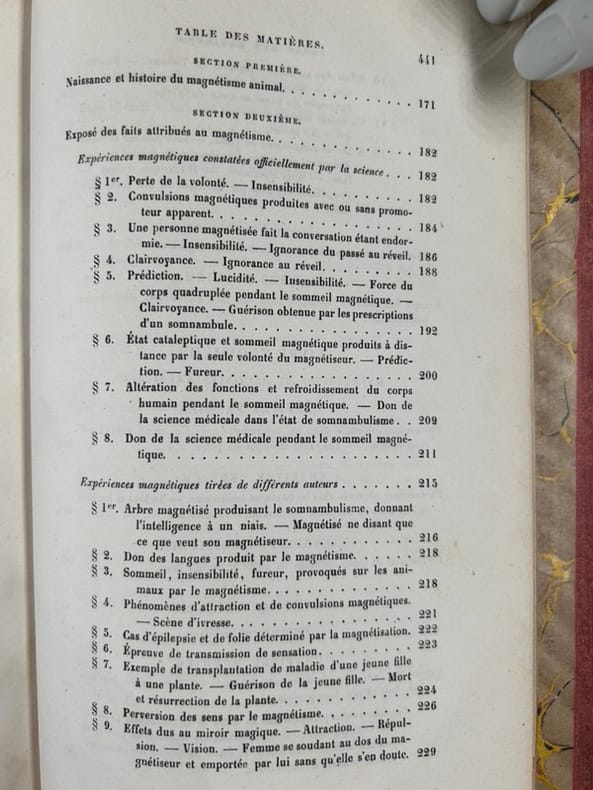 TABLE DES MATIÈRES. 441
SECTION PREMIÈRE.
Naissance et histoire du magnétisme animal. . . . . . . . . . . . 171
SECTION DEUXIÈME.
Exposé des faits attribués au magnétisme. . . . . . . . . . . . . 182
Expériences magnétiques constatées officiellement par la science. . . 182
§ 1er. Perte de la volonté. — Insensibilité. . . . . . . . . . 182
§ 2. Convulsions magnétiques produites avec ou sans promo-
teur apparent. . . . . . . . . . . . . . . . . . 184
§ 3. Une personne magnétisée fait la conversation étant endor-
mie. — Insensibilité. — Ignorance du passé au réveil. 186
§ 4. Clairvoyance. — Ignorance au réveil. . . . . . . . . 188
§ 5. Prédiction. — Lucidité. — Insensibilité. — Force du
corps quadruplée pendant le sommeil magnétique. —
Clairvoyance. — Guérison obtenue par les prescriptions
d'un somnambule. . . . . . . . . . . . . . . . . 192
§ 6. État cataleptique et sommeil magnétique produits à dis-
tance par la seule volonté du magnétiseur. — Prédic-
tion. — Fureur. . . . . . . . . . . . . . . . . . 200
§ 7. Altération des fonctions et refroidissement du corps
humain pendant le sommeil magnétique. — Don de
la science médicale dans l'état de somnambulisme. . 209
§ 8. Don de la science médicale pendant le sommeil magné-
tique. . . . . . . . . . . . . . . . . . . . . . . 211
Expériences magnétiques tirées de différents auteurs . . . . . . . 215
§ 1er. Arbre magnétisé produisant le somnambulisme, donnant
l'intelligence à un niais. — Magnétisé ne disant que
ce que veut son magnétiseur. . . . . . . . . . . . 216
§ 2. Don des langues produit par le magnétisme. . . . . . 218
§ 3. Sommeil, insensibilité, fureur, provoqués sur les ani-
maux par le magnétisme. . . . . . . . . . . . . . 218
§ 4. Phénomènes d'attraction et de convulsions magnétiques.
— Scène d'ivresse. . . . . . . . . . . . . . . . . 221
§ 5. Cas d'épilepsie et de folie déterminé par la magnétisation. 222
§ 6. Épreuve de transmission de sensation. . . . . . . . . 223
§ 7. Exemple de transplantation de maladie d'une jeune fille
à une plante. — Guérison de la jeune fille. — Mort
et résurrection de la plante. . . . . . . . . . . . . 224
§ 8. Perversion des sens par le magnétisme. . . . . . . . 226
§ 9. Effets dus au miroir magique. — Attraction. — Répul-
sion. — Vision. — Femme se soudant au dos du ma-
gnétiseur et emportée par lui sans qu'elle s'en doute. 229